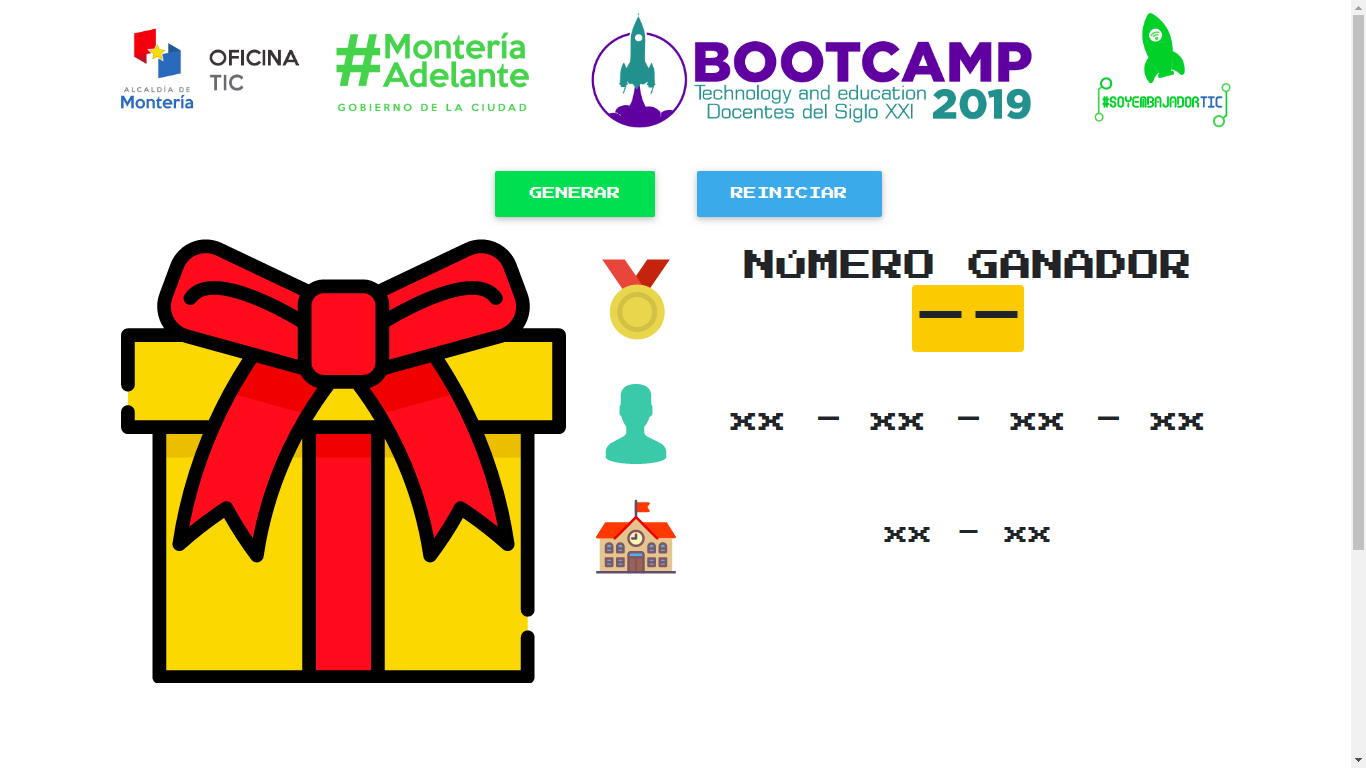 ALCALDÍA DE
Montería
OFICINA
TIC
#Montería
Adelante
GOBIERNO DE LA CIUDAD
BOOTCAMP
Technology and education
Docentes del Siglo XXI
2019
#SOYEMBAJADORTIC
GENERAR
REINICIAR
NÚMERO GANADOR
--
xx - xx - xx - xx
xx - xx